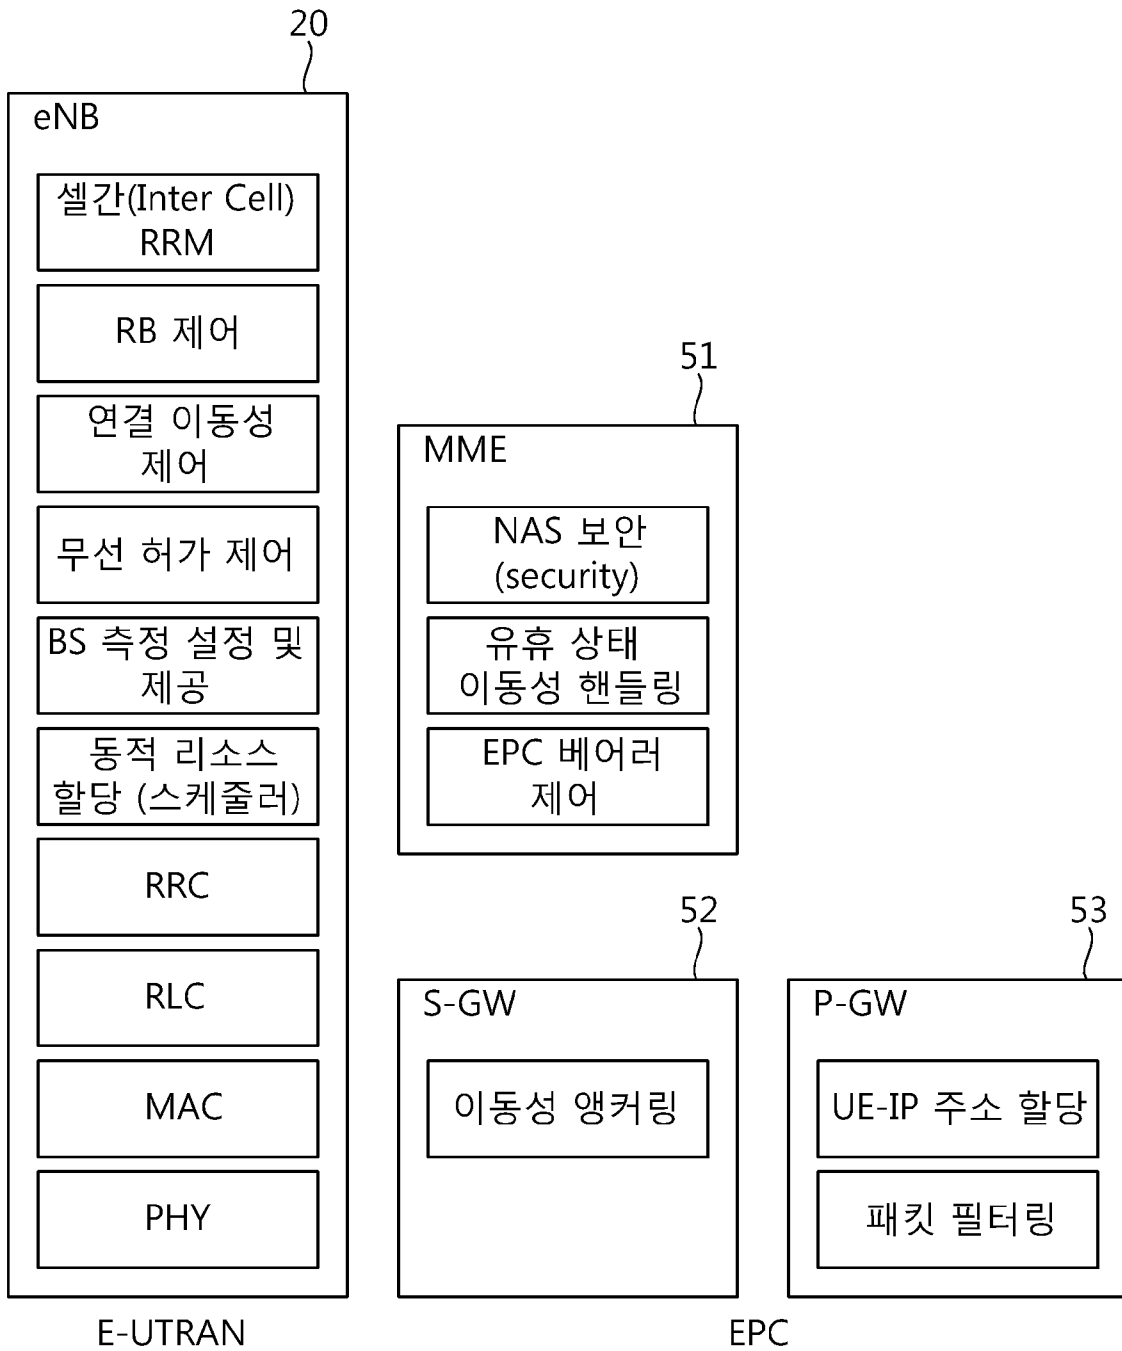 20
eNB
셀간(Inter Cell)
RRM
RB 제어
연결 이동성
제어
무선 허가 제어
BS 측정 설정 및
제공
동적 리소스
할당 (스케줄러)
RRC
RLC
MAC
PHY
E-UTRAN
51
MME
NAS 보안
(security)
유휴 상태
이동성 핸들링
EPC 베어러
제어
52
S-GW
이동성 앵커링
53
P-GW
UE-IP 주소 할당
패킷 필터링
EPC